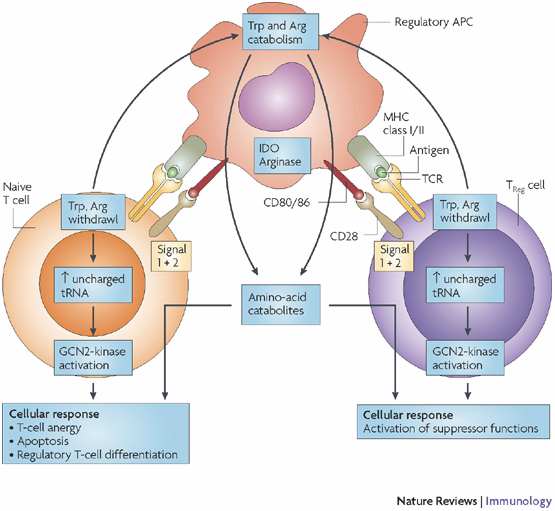 Trp and Arg
catabolism
Regulatory APC
IDO
Arginase
MHC
class I/II
Antigen
TCR
CD80/86
CD28
Naive
T cell
Trp, Arg
withdrawl
Signal
1 + 2
↑ uncharged
tRNA
GCN2-kinase
activation
Amino-acid
catabolites
Signal
1 + 2
TReg cell
Trp, Arg
withdrawl
↑ uncharged
tRNA
GCN2-kinase
activation
Cellular response
• T-cell anergy
• Apoptosis
• Regulatory T-cell differentiation
Cellular response
Activation of suppressor functions
Nature Reviews | Immunology